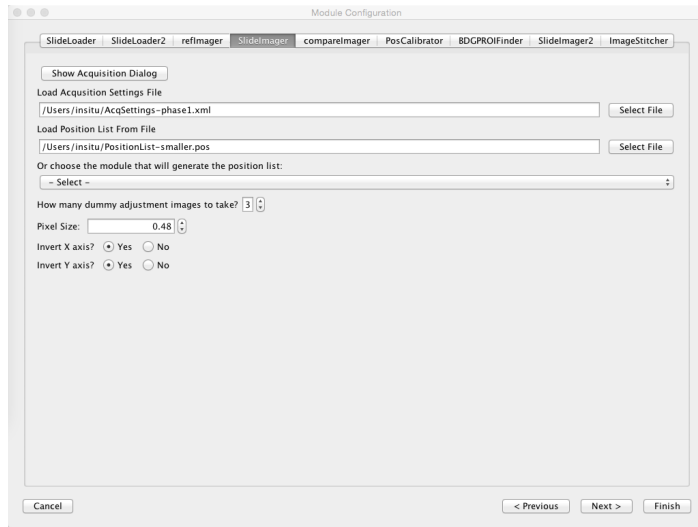 Module Configuration
SlideLoader SlideLoader2 refImager SlideImager compareImager PosCalibrator BDGPROIFinder SlideImager2 ImageStitcher
Show Acquisition Dialog
Load Acqusition Settings File
/Users/insitu/AcqSettings-phase1.xml Select File
Load Position List From File
/Users/insitu/PositionList-smaller.pos Select File
Or choose the module that will generate the position list:
- Select -
How many dummy adjustment images to take? 3
Pixel Size: 0.48
Invert X axis? Yes No
Invert Y axis? Yes No
Cancel < Previous Next > Finish